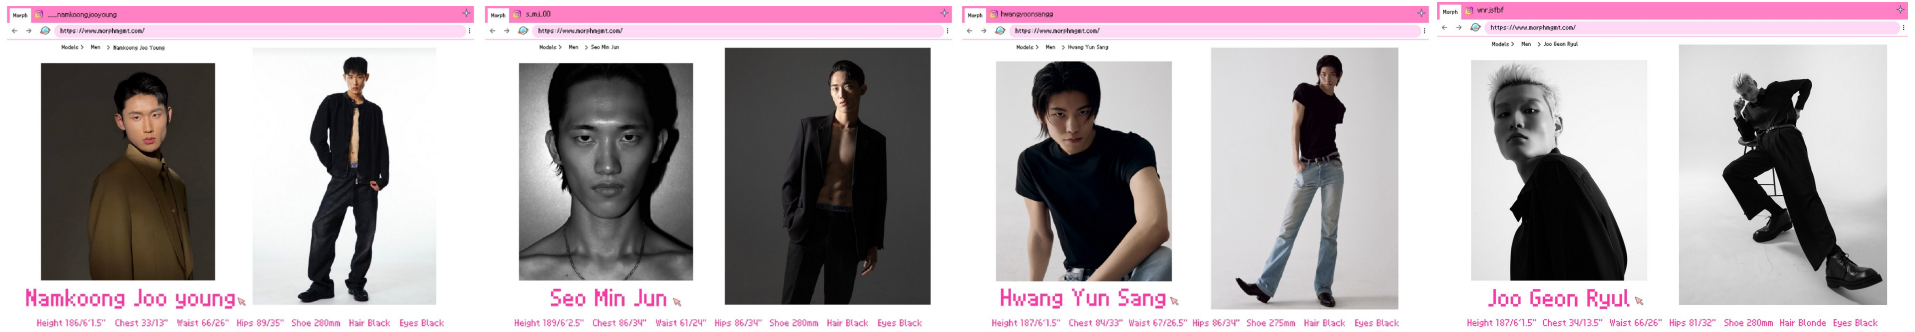 Morph ___namkoongjooyoung
https://www.morphmgmt.com/
Models > Men > Namkoong Joo Young
Namkoong Joo young
Height 186/6'1.5" Chest 33/13" Waist 66/26" Hips 89/35" Shoe 280mm Hair Black Eyes Black
Morph s_mij_00
https://www.morphmgmt.com/
Models > Men > Seo Min Jun
Seo Min Jun
Height 189/6'2.5" Chest 86/34" Waist 61/24" Hips 86/34" Shoe 280mm Hair Black Eyes Black
Morph hwangyoonsangg
https://www.morphmgmt.com/
Models > Men > Hwang Yun Sang
Hwang Yun Sang
Height 187/6'1.5" Chest 84/33" Waist 67/26.5" Hips 86/34" Shoe 275mm Hair Black Eyes Black
Morph wnr.jsfbf
https://www.morphmgmt.com/
Models > Men > Joo Geon Ryul
Joo Geon Ryul
Height 187/6'1.5" Chest 34/13.5" Waist 66/26" Hips 81/32" Shoe 280mm Hair Blonde Eyes Black